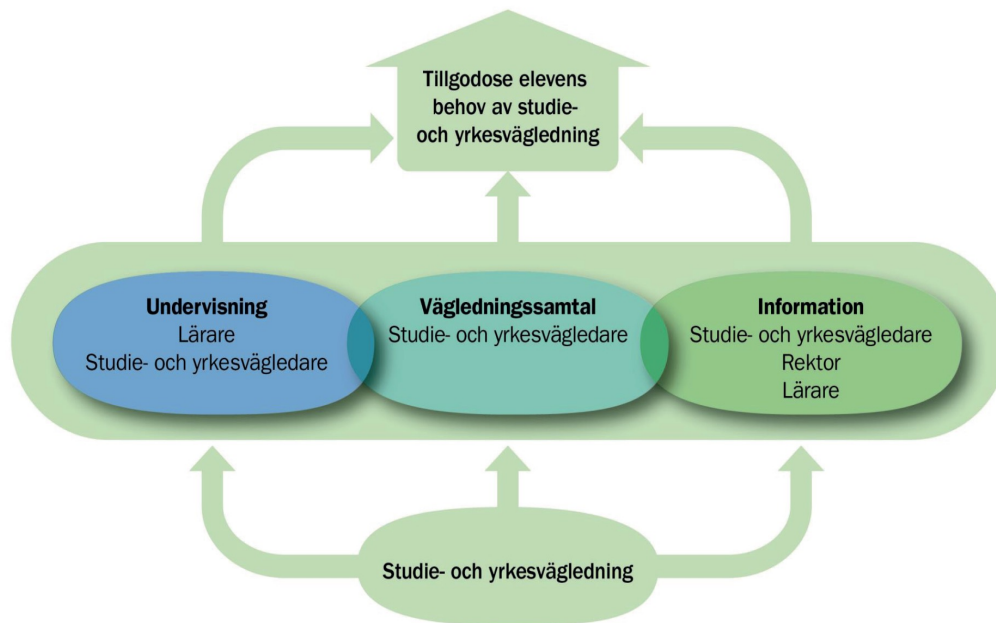 Tillgodose elevens
behov av studie-
och yrkesvägledning
Undervisning
Lärare
Studie- och yrkesvägledare
Vägledningssamtal
Studie- och yrkesvägledare
Information
Studie- och yrkesvägledare
Rektor
Lärare
Studie- och yrkesvägledning